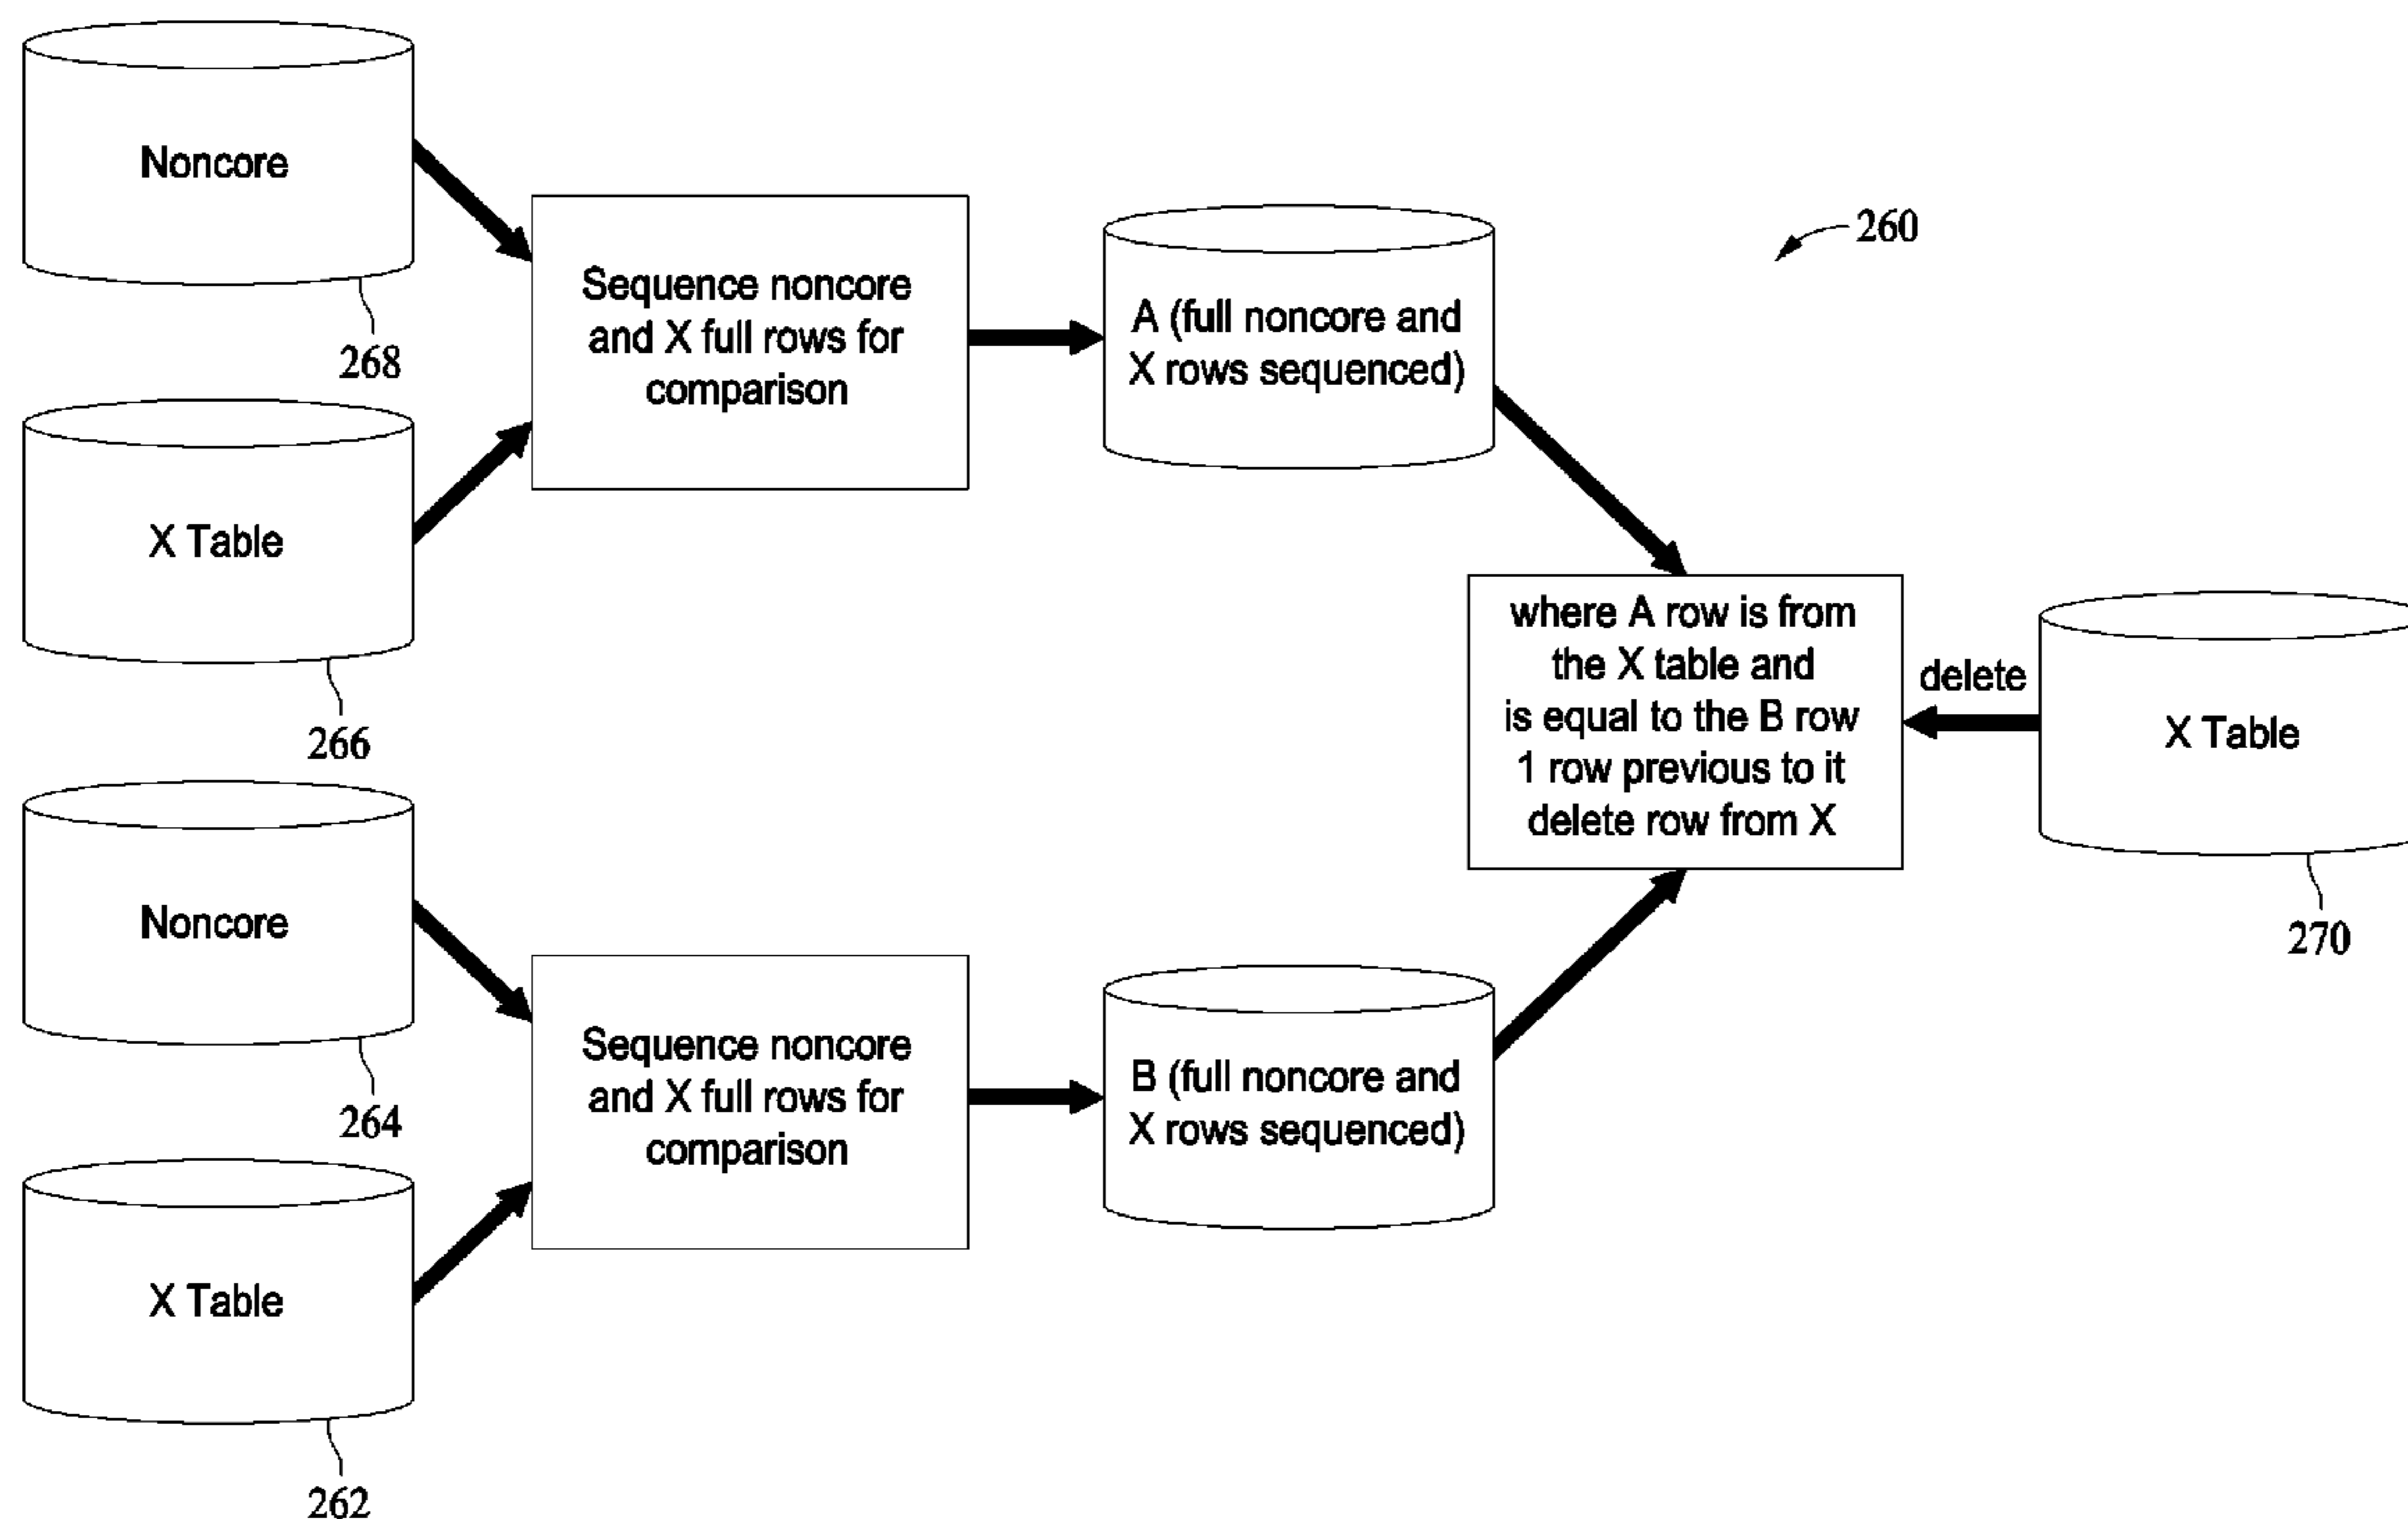 Noncore
268
X Table
266
Sequence noncore
and X full rows for
comparison
A (full noncore and
X rows sequenced)
260
where A row is from
the X table and
is equal to the B row
1 row previous to it
delete row from X
delete
X Table
270
Noncore
264
X Table
262
Sequence noncore
and X full rows for
comparison
B (full noncore and
X rows sequenced)